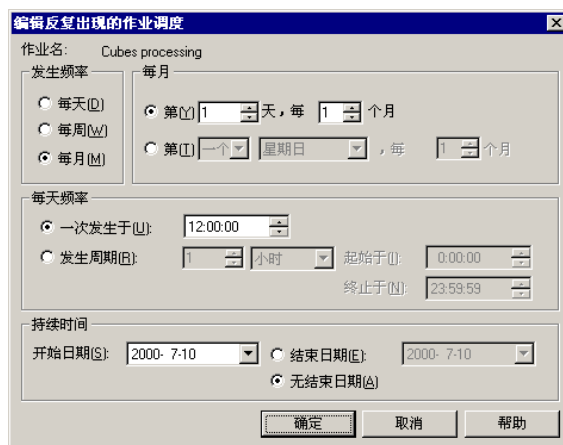 编辑反复出现的作业调度
作业名: Cubes processing
发生频率
每天(D)
每周(W)
每月(M)
每月
第(Y) 1 天，每 1 个月
第(T) 一个 星期日 ，每 1 个月
每天频率
一次发生于(U): 12:00:00
发生周期(R): 1 小时 起始于(I): 0:00:00
终止于(N): 23:59:59
持续时间
开始日期(S): 2000- 7-10 结束日期(E): 2000- 7-10
无结束日期(A)
确定 取消 帮助